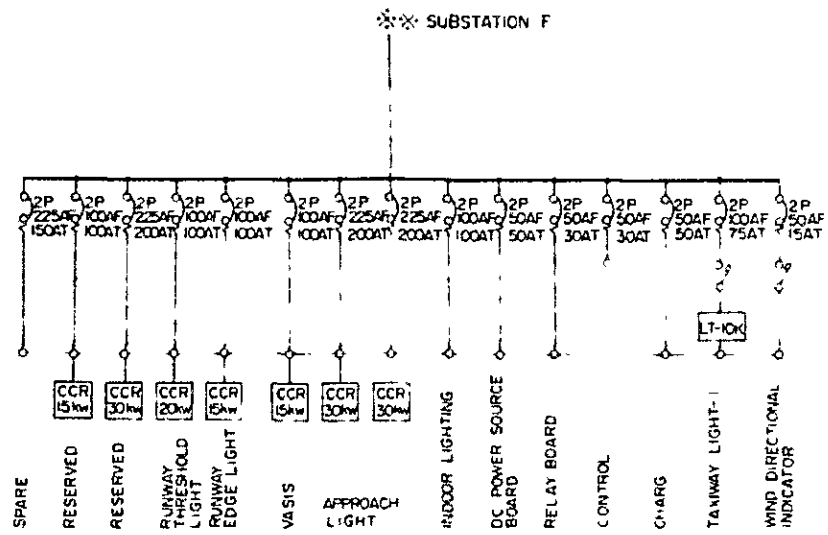 SUBSTATION F
2P 2P 2P 2P 2P 2P 2P 2P 2P 2P 2P 2P 2P 2P 2P
225AF 100AF 225AF 100AF 100AF 100AF 225AF 225AF 100AF 50AF 50AF 50AF 50AF 100AF 50AF
150AT 100AT 200AT 100AT 100AT 100AT 200AT 200AT 100AT 50AT 30AT 30AT 50AT 75AT 15AT
LT-10K
CCR CCR CCR CCR CCR CCR CCR
15kw 30kw 20kw 15kw 15kw 30kw 30kw
SPARE
RESERVED
RESERVED
RUNWAY
THRESHOLD
LIGHT
RUNWAY
EDGE LIGHT
VASIS
APPROACH
LIGHT
INDOOR LIGHTING
DC POWER SOURCE
BOARD
RELAY BOARD
CONTROL
CHARG
TAXIWAY LIGHT-1
WIND DIRECTIONAL
INDICATOR